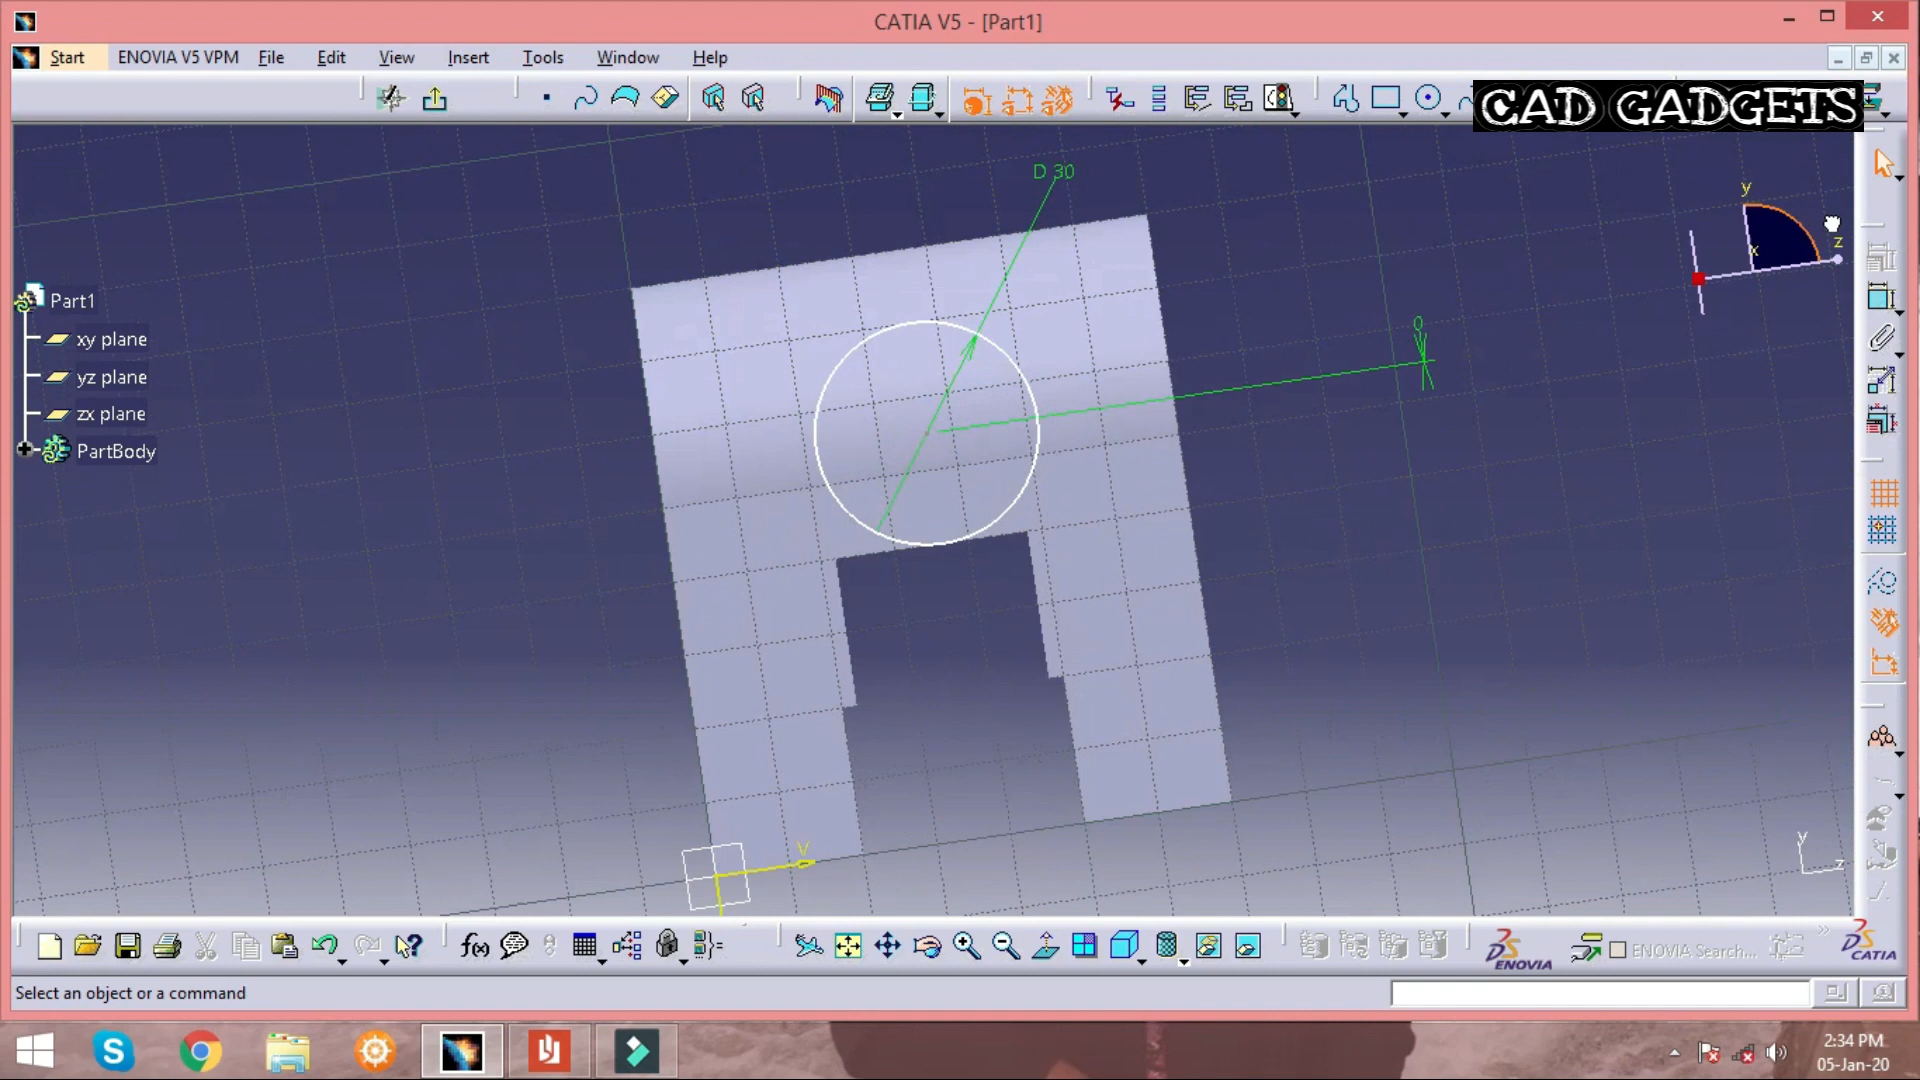 CATIA V5 - [Part1]
Start ENOVIA V5 VPM File Edit View Insert Tools Window Help
CAD GADGETS
D 30
y
z
x
0
Part1
xy plane
yz plane
zx plane
PartBody
V
y
z
f(x)
ENOVIA
ENOVIA Search...
CATIA
Select an object or a command
2:34 PM
05-Jan-20